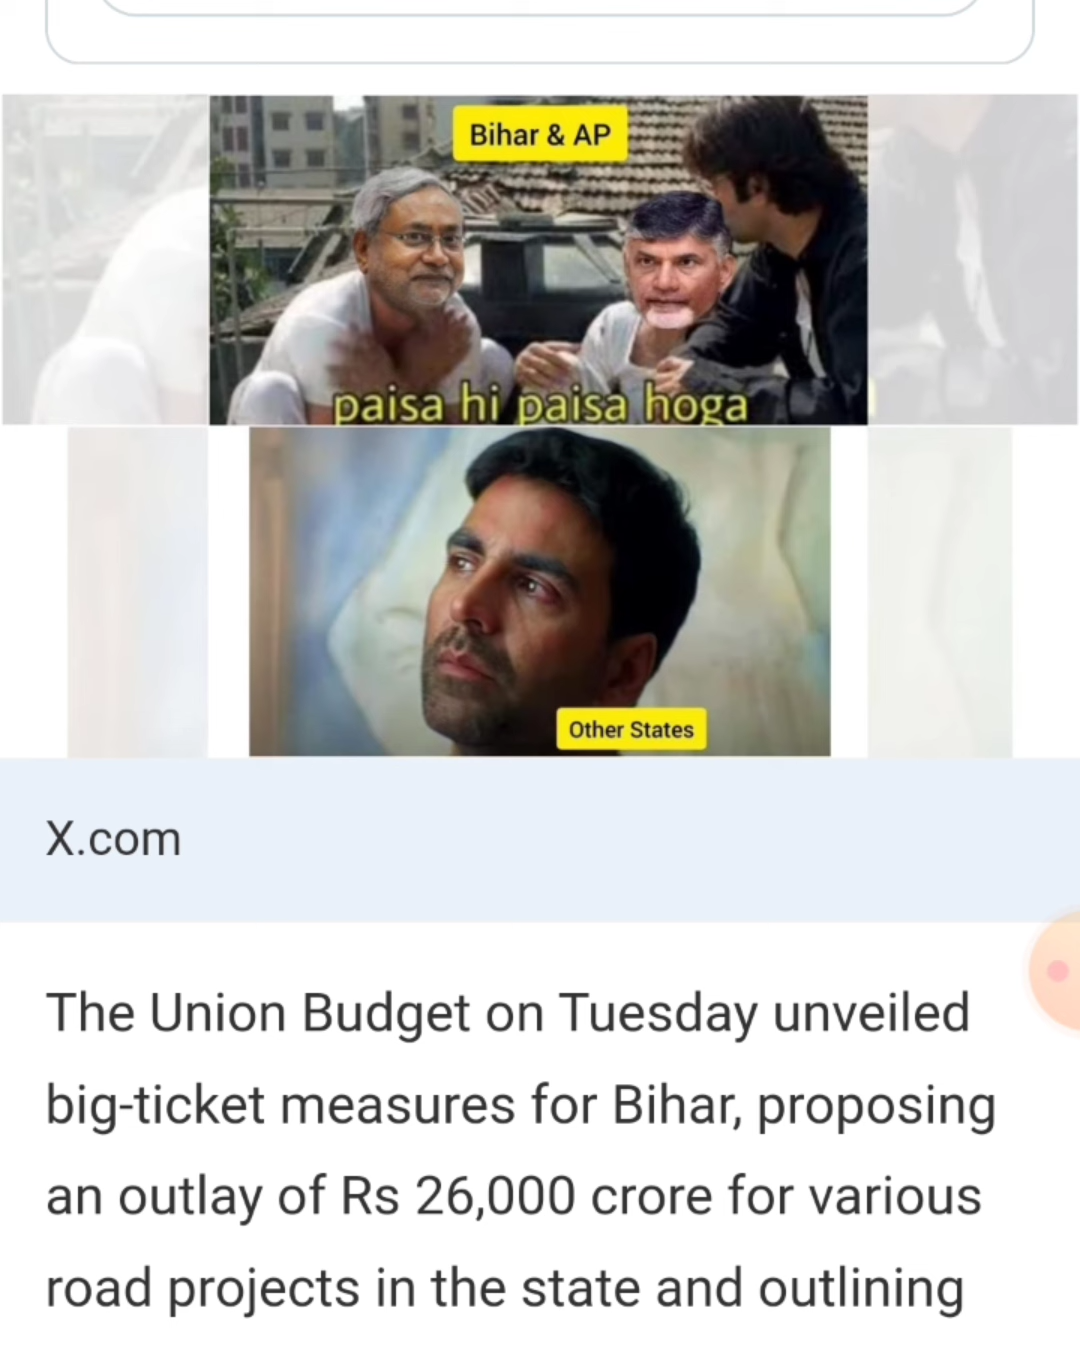 Bihar & AP
paisa hi paisa hoga
Other States
X.com
The Union Budget on Tuesday unveiled
big-ticket measures for Bihar, proposing
an outlay of Rs 26,000 crore for various
road projects in the state and outlining